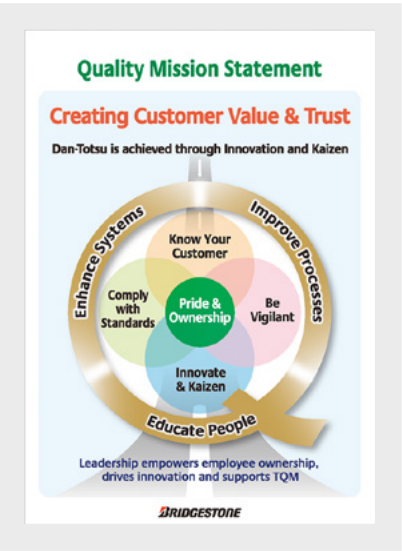 Quality Mission Statement
Creating Customer Value & Trust
Dan-Totsu is achieved through Innovation and Kaizen
Enhance Systems
Improve Processes
Know Your
Customer
Comply
with
Standards
Pride &
Ownership
Be
Vigilant
Innovate
& Kaizen
Educate People
Leadership empowers employee ownership,
drives innovation and supports TQM
BRIDGESTONE